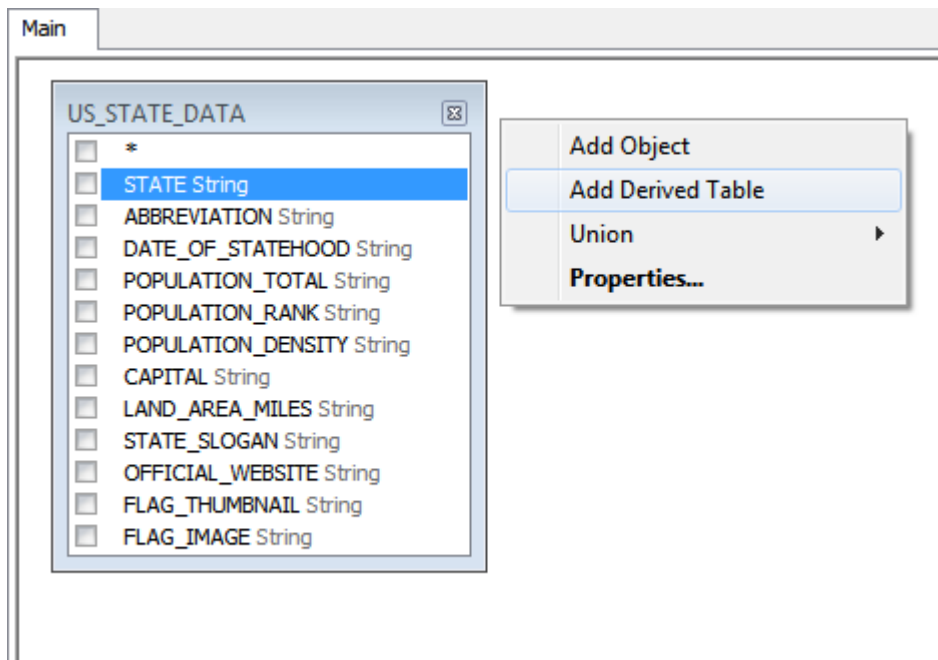 Main
US_STATE_DATA
*
STATE String
ABBREVIATION String
DATE_OF_STATEHOOD String
POPULATION_TOTAL String
POPULATION_RANK String
POPULATION_DENSITY String
CAPITAL String
LAND_AREA_MILES String
STATE_SLOGAN String
OFFICIAL_WEBSITE String
FLAG_THUMBNAIL String
FLAG_IMAGE String
Add Object
Add Derived Table
Union
Properties...